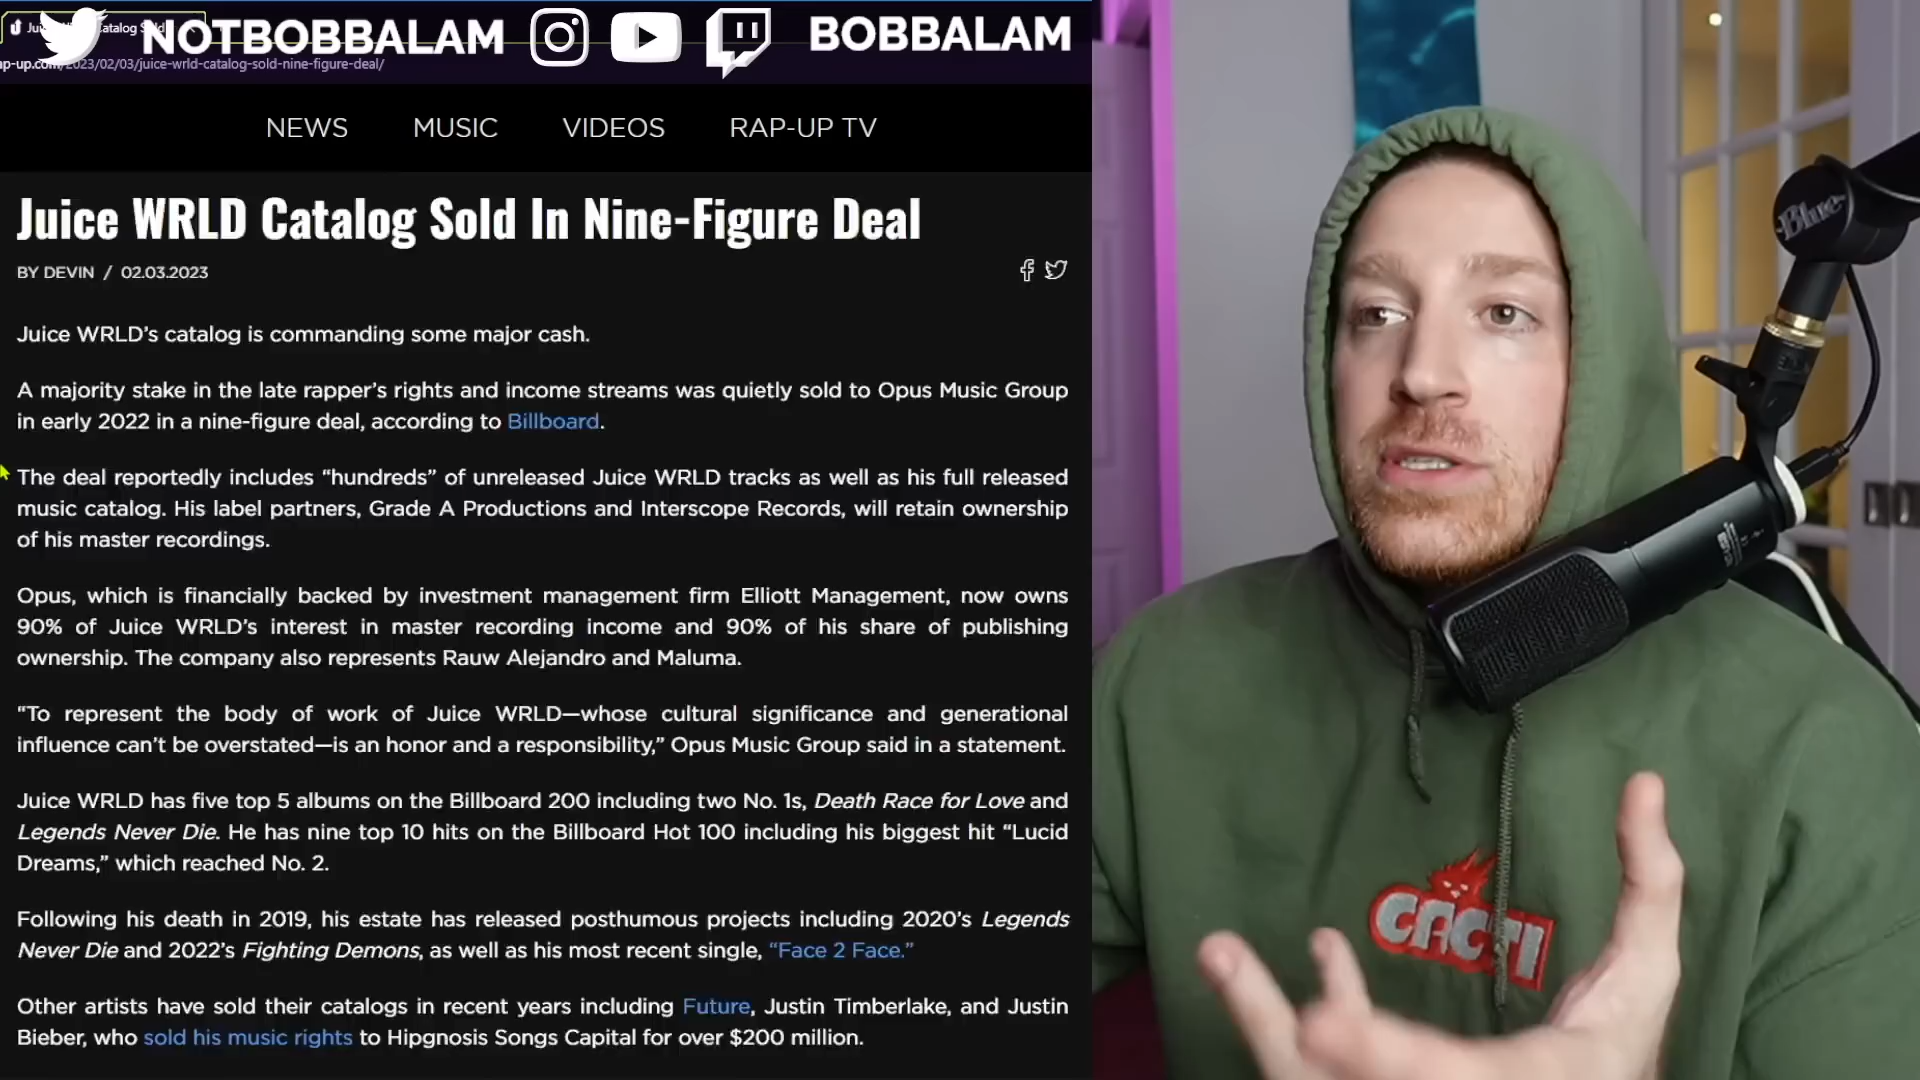 NOTBOBBALAM BOBBALAM
2023/02/03/juice-wrld-catalog-sold-nine-figure-deal/
NEWS MUSIC VIDEOS RAP-UP TV
Juice WRLD Catalog Sold In Nine-Figure Deal
BY DEVIN / 02.03.2023
Juice WRLD’s catalog is commanding some major cash.
A majority stake in the late rapper’s rights and income streams was quietly sold to Opus Music Group
in early 2022 in a nine-figure deal, according to Billboard.
The deal reportedly includes “hundreds” of unreleased Juice WRLD tracks as well as his full released
music catalog. His label partners, Grade A Productions and Interscope Records, will retain ownership
of his master recordings.
Opus, which is financially backed by investment management firm Elliott Management, now owns
90% of Juice WRLD’s interest in master recording income and 90% of his share of publishing
ownership. The company also represents Rauw Alejandro and Maluma.
“To represent the body of work of Juice WRLD—whose cultural significance and generational
influence can’t be overstated—is an honor and a responsibility,” Opus Music Group said in a statement.
Juice WRLD has five top 5 albums on the Billboard 200 including two No. 1s, Death Race for Love and
Legends Never Die. He has nine top 10 hits on the Billboard Hot 100 including his biggest hit “Lucid
Dreams,” which reached No. 2.
Following his death in 2019, his estate has released posthumous projects including 2020’s Legends
Never Die and 2022’s Fighting Demons, as well as his most recent single, “Face 2 Face.”
Other artists have sold their catalogs in recent years including Future, Justin Timberlake, and Justin
Bieber, who sold his music rights to Hipgnosis Songs Capital for over $200 million.
Blue
CACTI